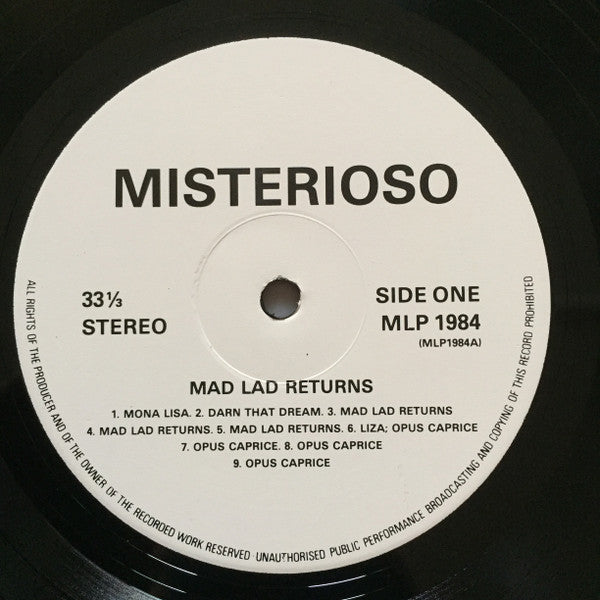 MISTERIOSO
33⅓
STEREO
SIDE ONE
MLP 1984
(MLP1984A)
MAD LAD RETURNS
1. MONA LISA. 2. DARN THAT DREAM. 3. MAD LAD RETURNS
4. MAD LAD RETURNS. 5. MAD LAD RETURNS. 6. LIZA; OPUS CAPRICE
7. OPUS CAPRICE. 8. OPUS CAPRICE
9. OPUS CAPRICE
ALL RIGHTS OF THE PRODUCER AND OF THE OWNER OF THE RECORDED WORK RESERVED UNAUTHORISED PUBLIC PERFORMANCE BROADCASTING AND COPYING OF THIS RECORD PROHIBITED